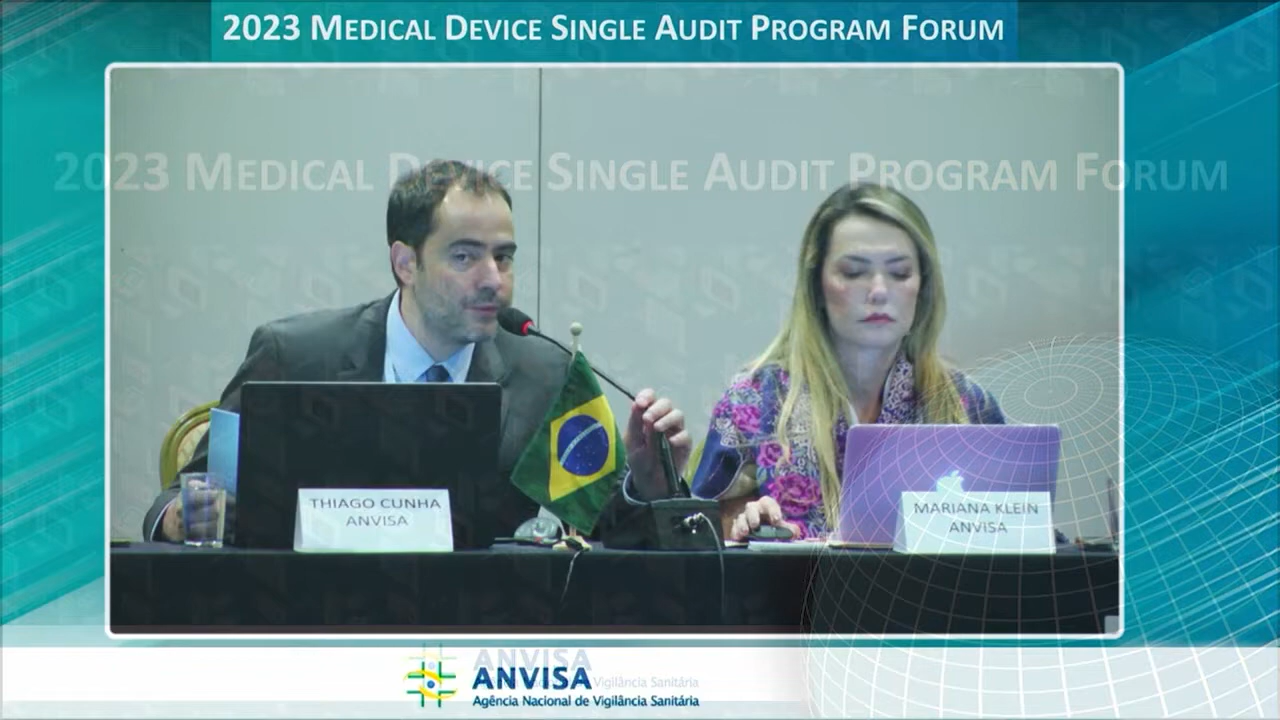 2023 MEDICAL DEVICE SINGLE AUDIT PROGRAM FORUM
2023 MEDICAL DEVICE SINGLE AUDIT PROGRAM FORUM
THIAGO CUNHA
ANVISA
MARIANA KLEIN
ANVISA
ANVISA
ANVISA
Vigilância Sanitária
Agência Nacional de Vigilância Sanitária